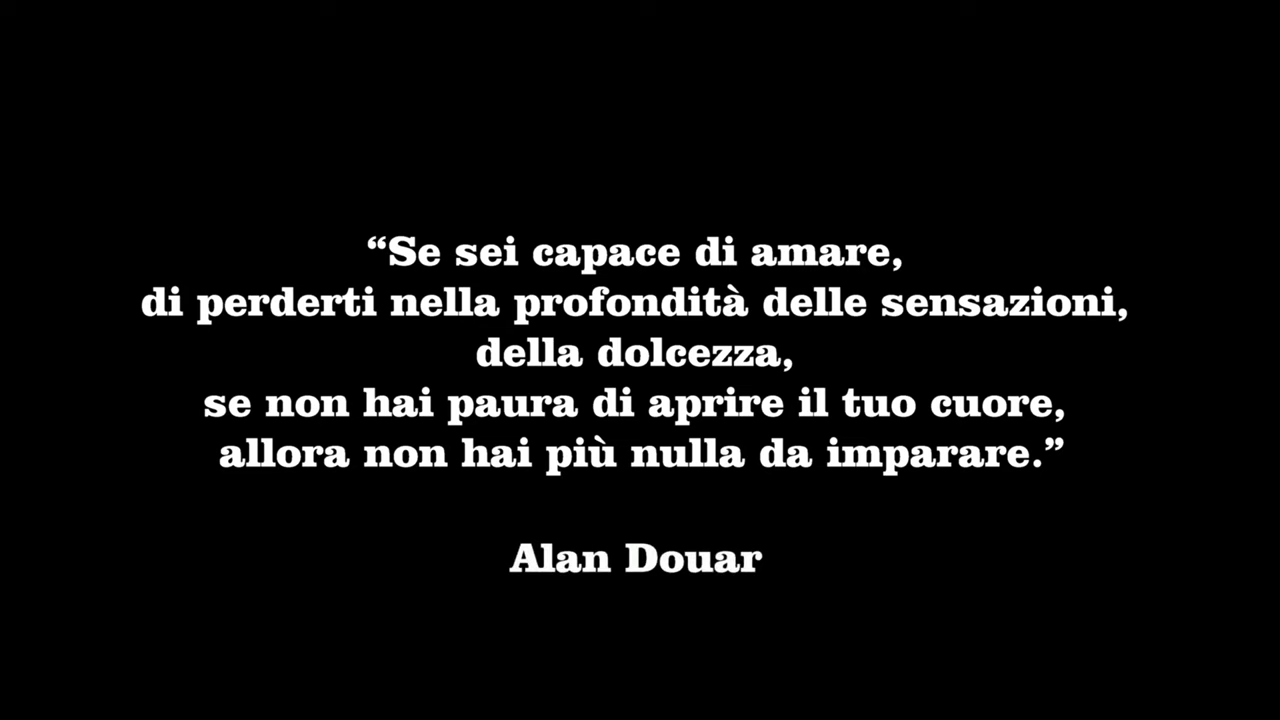 “Se sei capace di amare,
di perderti nella profondità delle sensazioni,
della dolcezza,
se non hai paura di aprire il tuo cuore,
allora non hai più nulla da imparare.”
Alan Douar